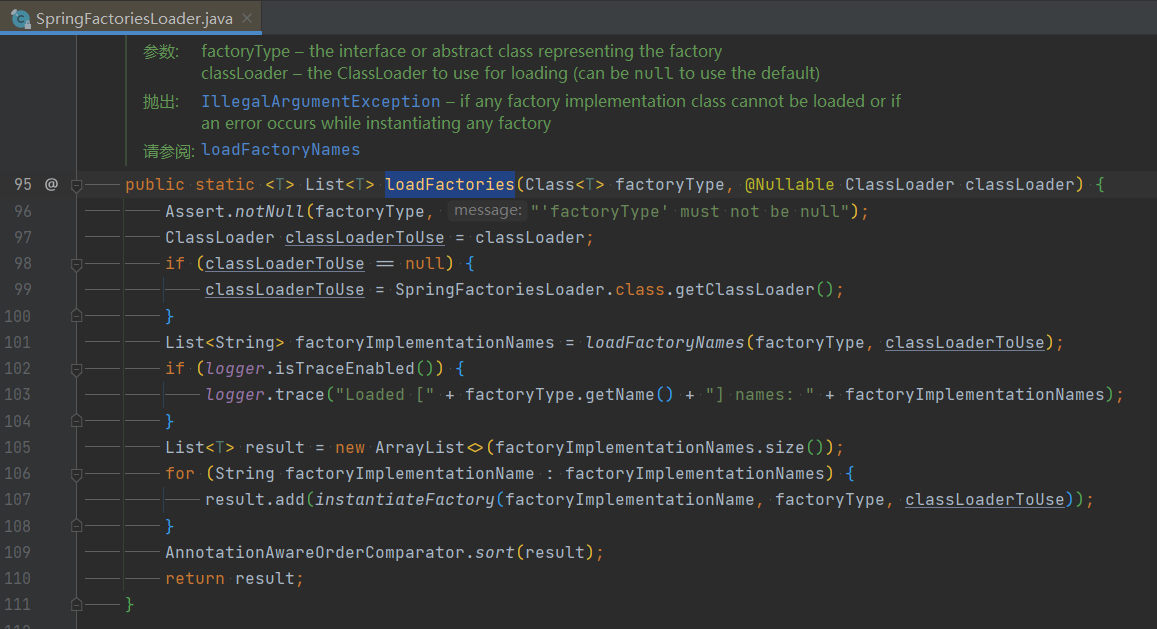 SpringFactoriesLoader.java
参数: factoryType – the interface or abstract class representing the factory
classLoader – the ClassLoader to use for loading (can be null to use the default)
抛出: IllegalArgumentException – if any factory implementation class cannot be loaded or if
an error occurs while instantiating any factory
请参阅: loadFactoryNames
95 @ public static <T> List<T> loadFactories(Class<T> factoryType, @Nullable ClassLoader classLoader) {
96 Assert.notNull(factoryType, message: "'factoryType' must not be null");
97 ClassLoader classLoaderToUse = classLoader;
98 if (classLoaderToUse == null) {
99 classLoaderToUse = SpringFactoriesLoader.class.getClassLoader();
100 }
101 List<String> factoryImplementationNames = loadFactoryNames(factoryType, classLoaderToUse);
102 if (logger.isTraceEnabled()) {
103 logger.trace("Loaded [" + factoryType.getName() + "] names: " + factoryImplementationNames);
104 }
105 List<T> result = new ArrayList<>(factoryImplementationNames.size());
106 for (String factoryImplementationName : factoryImplementationNames) {
107 result.add(instantiateFactory(factoryImplementationName, factoryType, classLoaderToUse));
108 }
109 AnnotationAwareOrderComparator.sort(result);
110 return result;
111 }